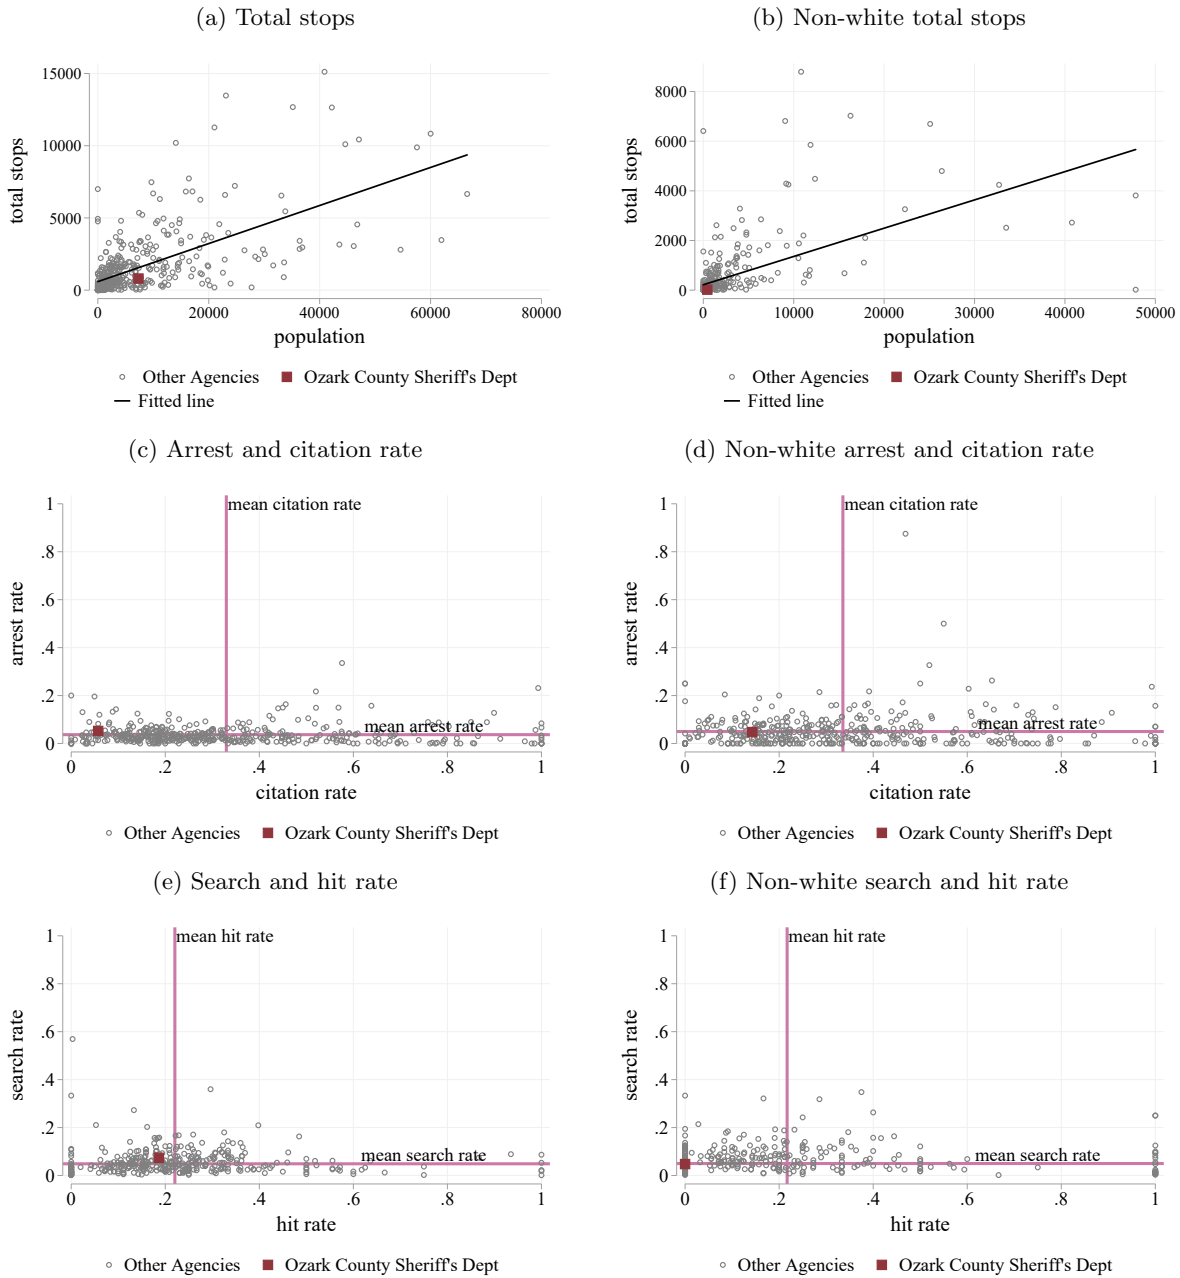 (a) Total stops
(b) Non-white total stops
15000
10000
5000
0
total stops
0 20000 40000 60000 80000
population
Other Agencies Ozark County Sheriff's Dept
Fitted line
8000
6000
4000
2000
0
total stops
0 10000 20000 30000 40000 50000
population
Other Agencies Ozark County Sheriff's Dept
Fitted line
(c) Arrest and citation rate
(d) Non-white arrest and citation rate
1
.8
.6
.4
.2
0
arrest rate
mean citation rate
mean arrest rate
0 .2 .4 .6 .8 1
citation rate
Other Agencies Ozark County Sheriff's Dept
1
.8
.6
.4
.2
0
arrest rate
mean citation rate
mean arrest rate
0 .2 .4 .6 .8 1
citation rate
Other Agencies Ozark County Sheriff's Dept
(e) Search and hit rate
(f) Non-white search and hit rate
1
.8
.6
.4
.2
0
search rate
mean hit rate
mean search rate
0 .2 .4 .6 .8 1
hit rate
Other Agencies Ozark County Sheriff's Dept
1
.8
.6
.4
.2
0
search rate
mean hit rate
mean search rate
0 .2 .4 .6 .8 1
hit rate
Other Agencies Ozark County Sheriff's Dept